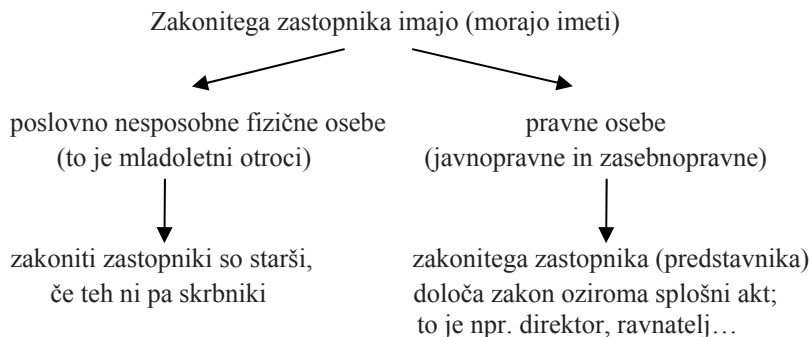 Zakonitega zastopnika imajo (morajo imeti)
poslovno nesposobne fizične osebe
(to je mladoletni otroci)
pravne osebe
(javnopravne in zasebnopravne)
zakoniti zastopniki so starši,
če teh ni pa skrbniki
zakonitega zastopnika (predstavnika)
določa zakon oziroma splošni akt;
to je npr. direktor, ravnatelj…